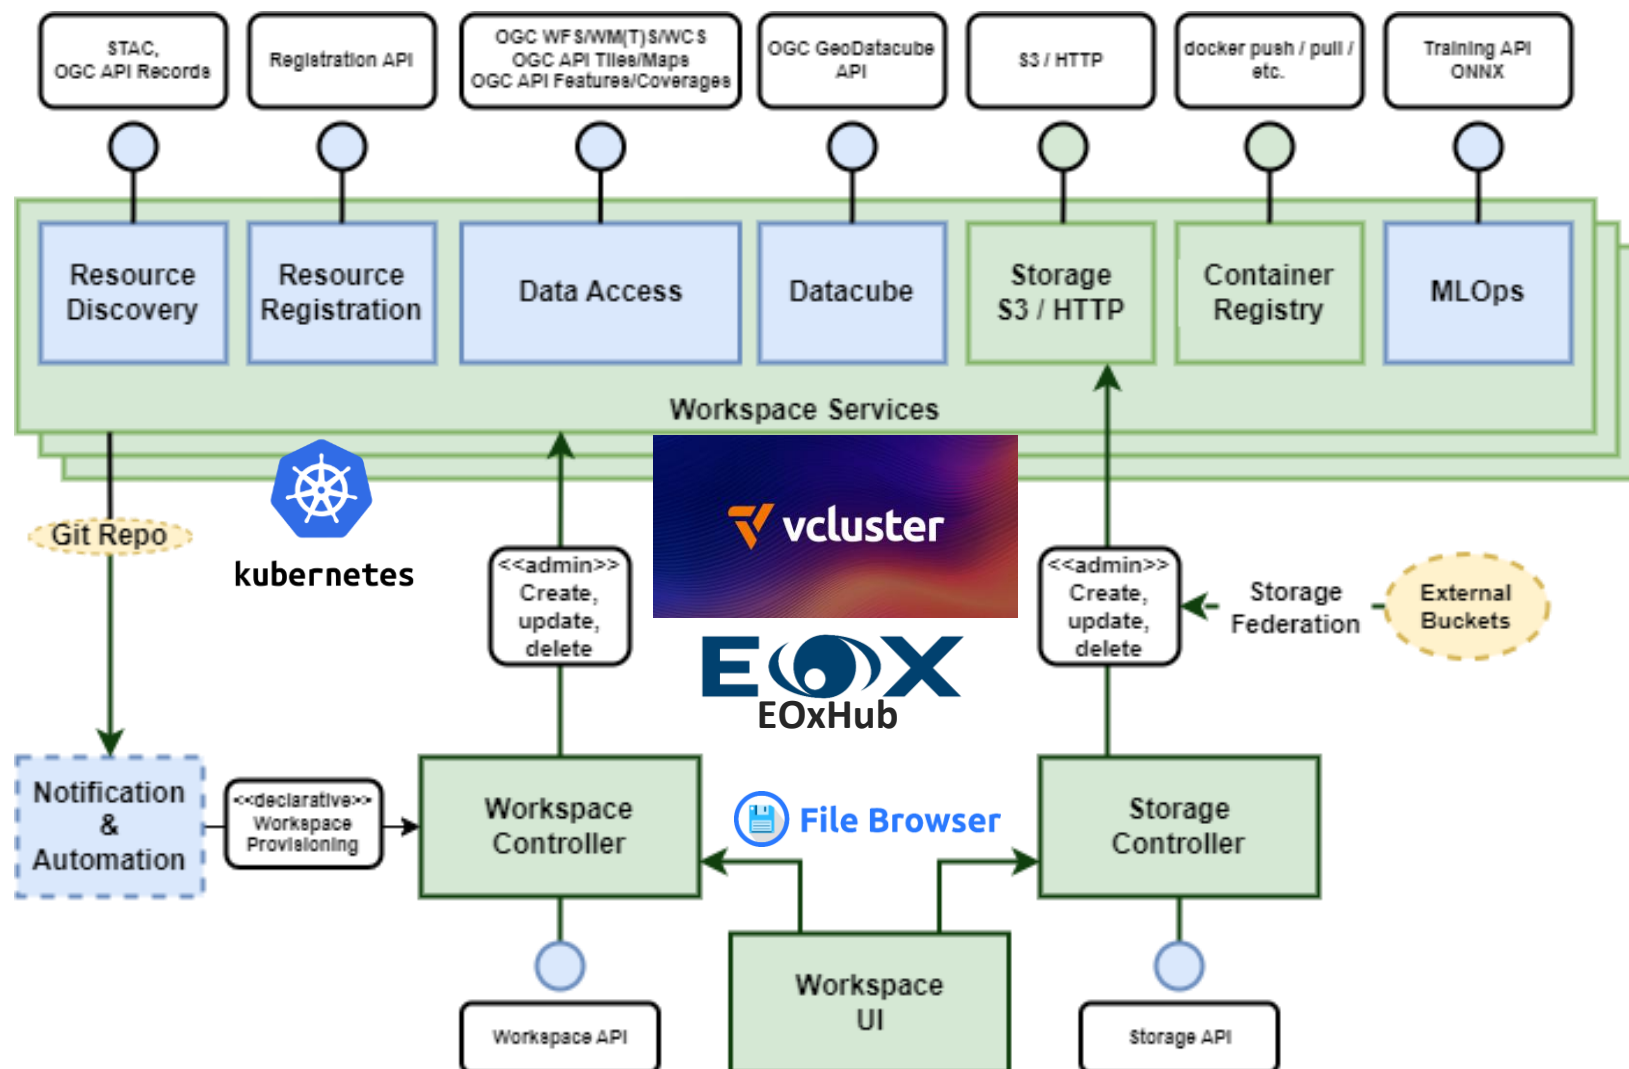 STAC,
OGC API Records
Registration API
OGC WFS/WM(T)S/WCS
OGC API Tiles/Maps
OGC API Features/Coverages
OGC GeoDatacube
API
S3 / HTTP
docker push / pull /
etc.
Training API
ONNX
Resource
Discovery
Resource
Registration
Data Access
Datacube
Storage
S3 / HTTP
Container
Registry
MLOps
Workspace Services
Git Repo
kubernetes
vcluster
<<admin>>
Create,
update,
delete
<<admin>>
Create,
update,
delete
Storage
Federation
External
Buckets
EOX
EOxHub
Notification
&
Automation
<<declarative>>
Workspace
Provisioning
Workspace
Controller
File Browser
Storage
Controller
Workspace
UI
Workspace API
Storage API